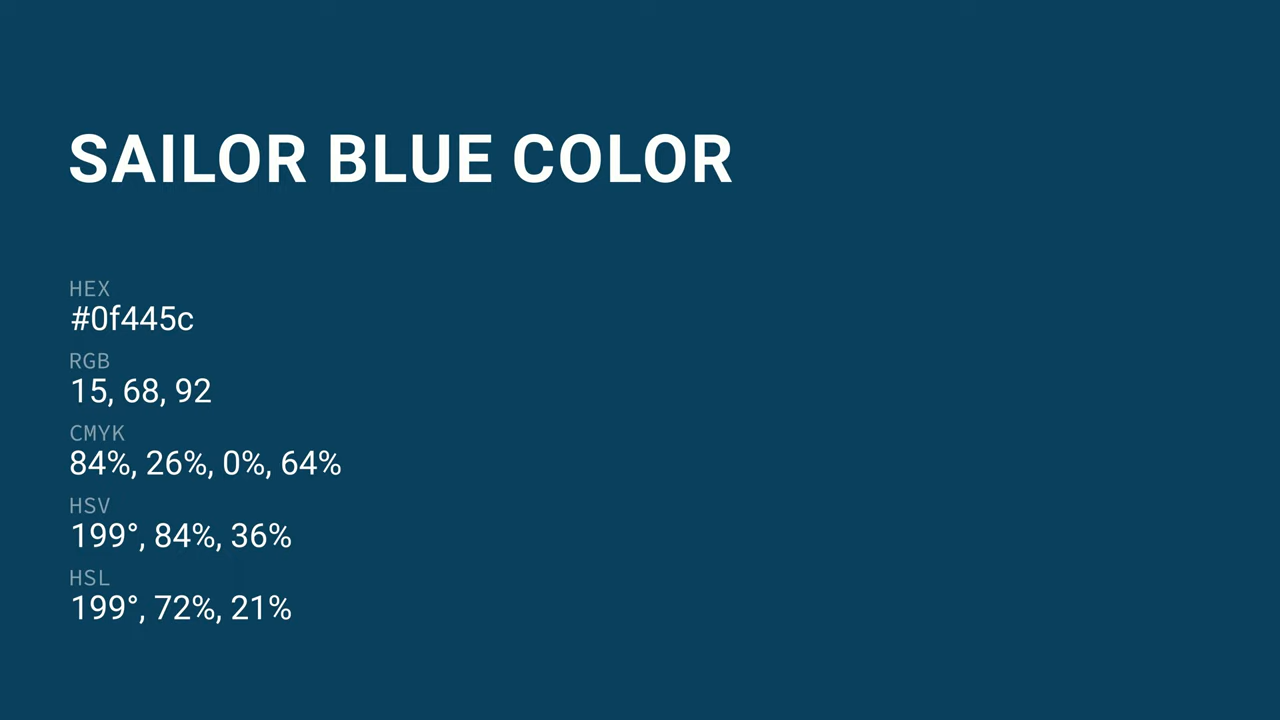 SAILOR BLUE COLOR
HEX
#0f445c
RGB
15, 68, 92
CMYK
84%, 26%, 0%, 64%
HSV
199°, 84%, 36%
HSL
199°, 72%, 21%